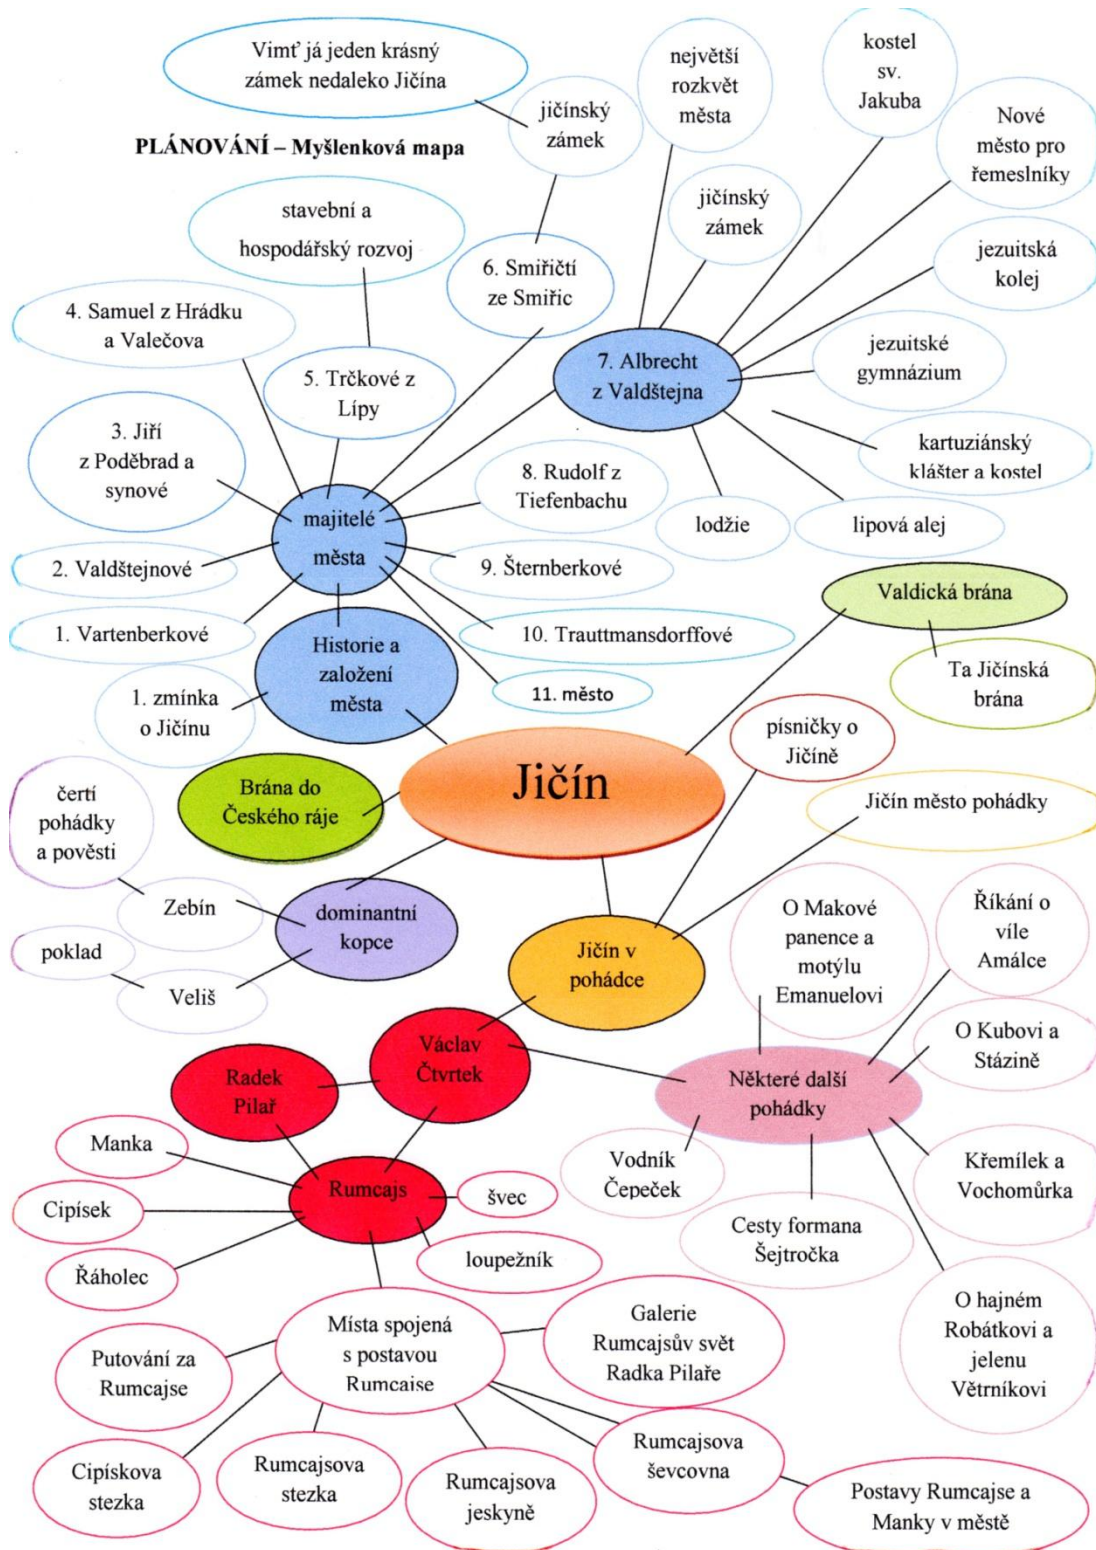 Vimť já jeden krásný
zámek nedaleko Jičína
jičínský
zámek
největší
rozkvět
města
kostel
sv.
Jakuba
Nové
město pro
řemeslníky
PLÁNOVÁNÍ – Myšlenková mapa
stavební a
hospodářský rozvoj
jičínský
zámek
jezuitská
kolej
6. Smiřičtí
ze Smiřic
4. Samuel z Hrádku
a Valečova
5. Trčkové z
Lípy
7. Albrecht
z Valdštejna
jezuitské
gymnázium
3. Jiří
z Poděbrad a
synové
kartuziánský
klášter a kostel
8. Rudolf z
Tiefenbachu
lodžie
lipová alej
majitelé
města
2. Valdštejnové
9. Šternberkové
Valdická brána
1. Vartenberkové
10. Trauttmansdorffové
Historie a
založení
města
Ta Jičínská
brána
1. zmínka
o Jičínu
11. město
písničky o
Jičíně
Jičín
Brána do
Českého ráje
Jičín město pohádky
čertí
pohádky
a pověsti
Zebín
dominantní
kopce
poklad
Veliš
Jičín v
pohádce
O Makové
panence a
motýlu
Emanuelovi
Říkání o
víle
Amálce
O Kubovi a
Stázině
Václav
Čtvrtek
Radek
Pilař
Některé další
pohádky
Manka
Cipísek
Řáholec
Rumcajs
švec
loupežník
Vodník
Čepeček
Cesty formana
Šejtročka
Křemílek a
Vochomůrka
O hajném
Robátkovi a
jelenu
Větrníkovi
Místa spojená
s postavou
Rumcajse
Galerie
Rumcajsův svět
Radka Pilaře
Putování za
Rumcajse
Cipískova
stezka
Rumcajsova
stezka
Rumcajsova
jeskyně
Rumcajsova
ševcovna
Postavy Rumcajse a
Manky v městě